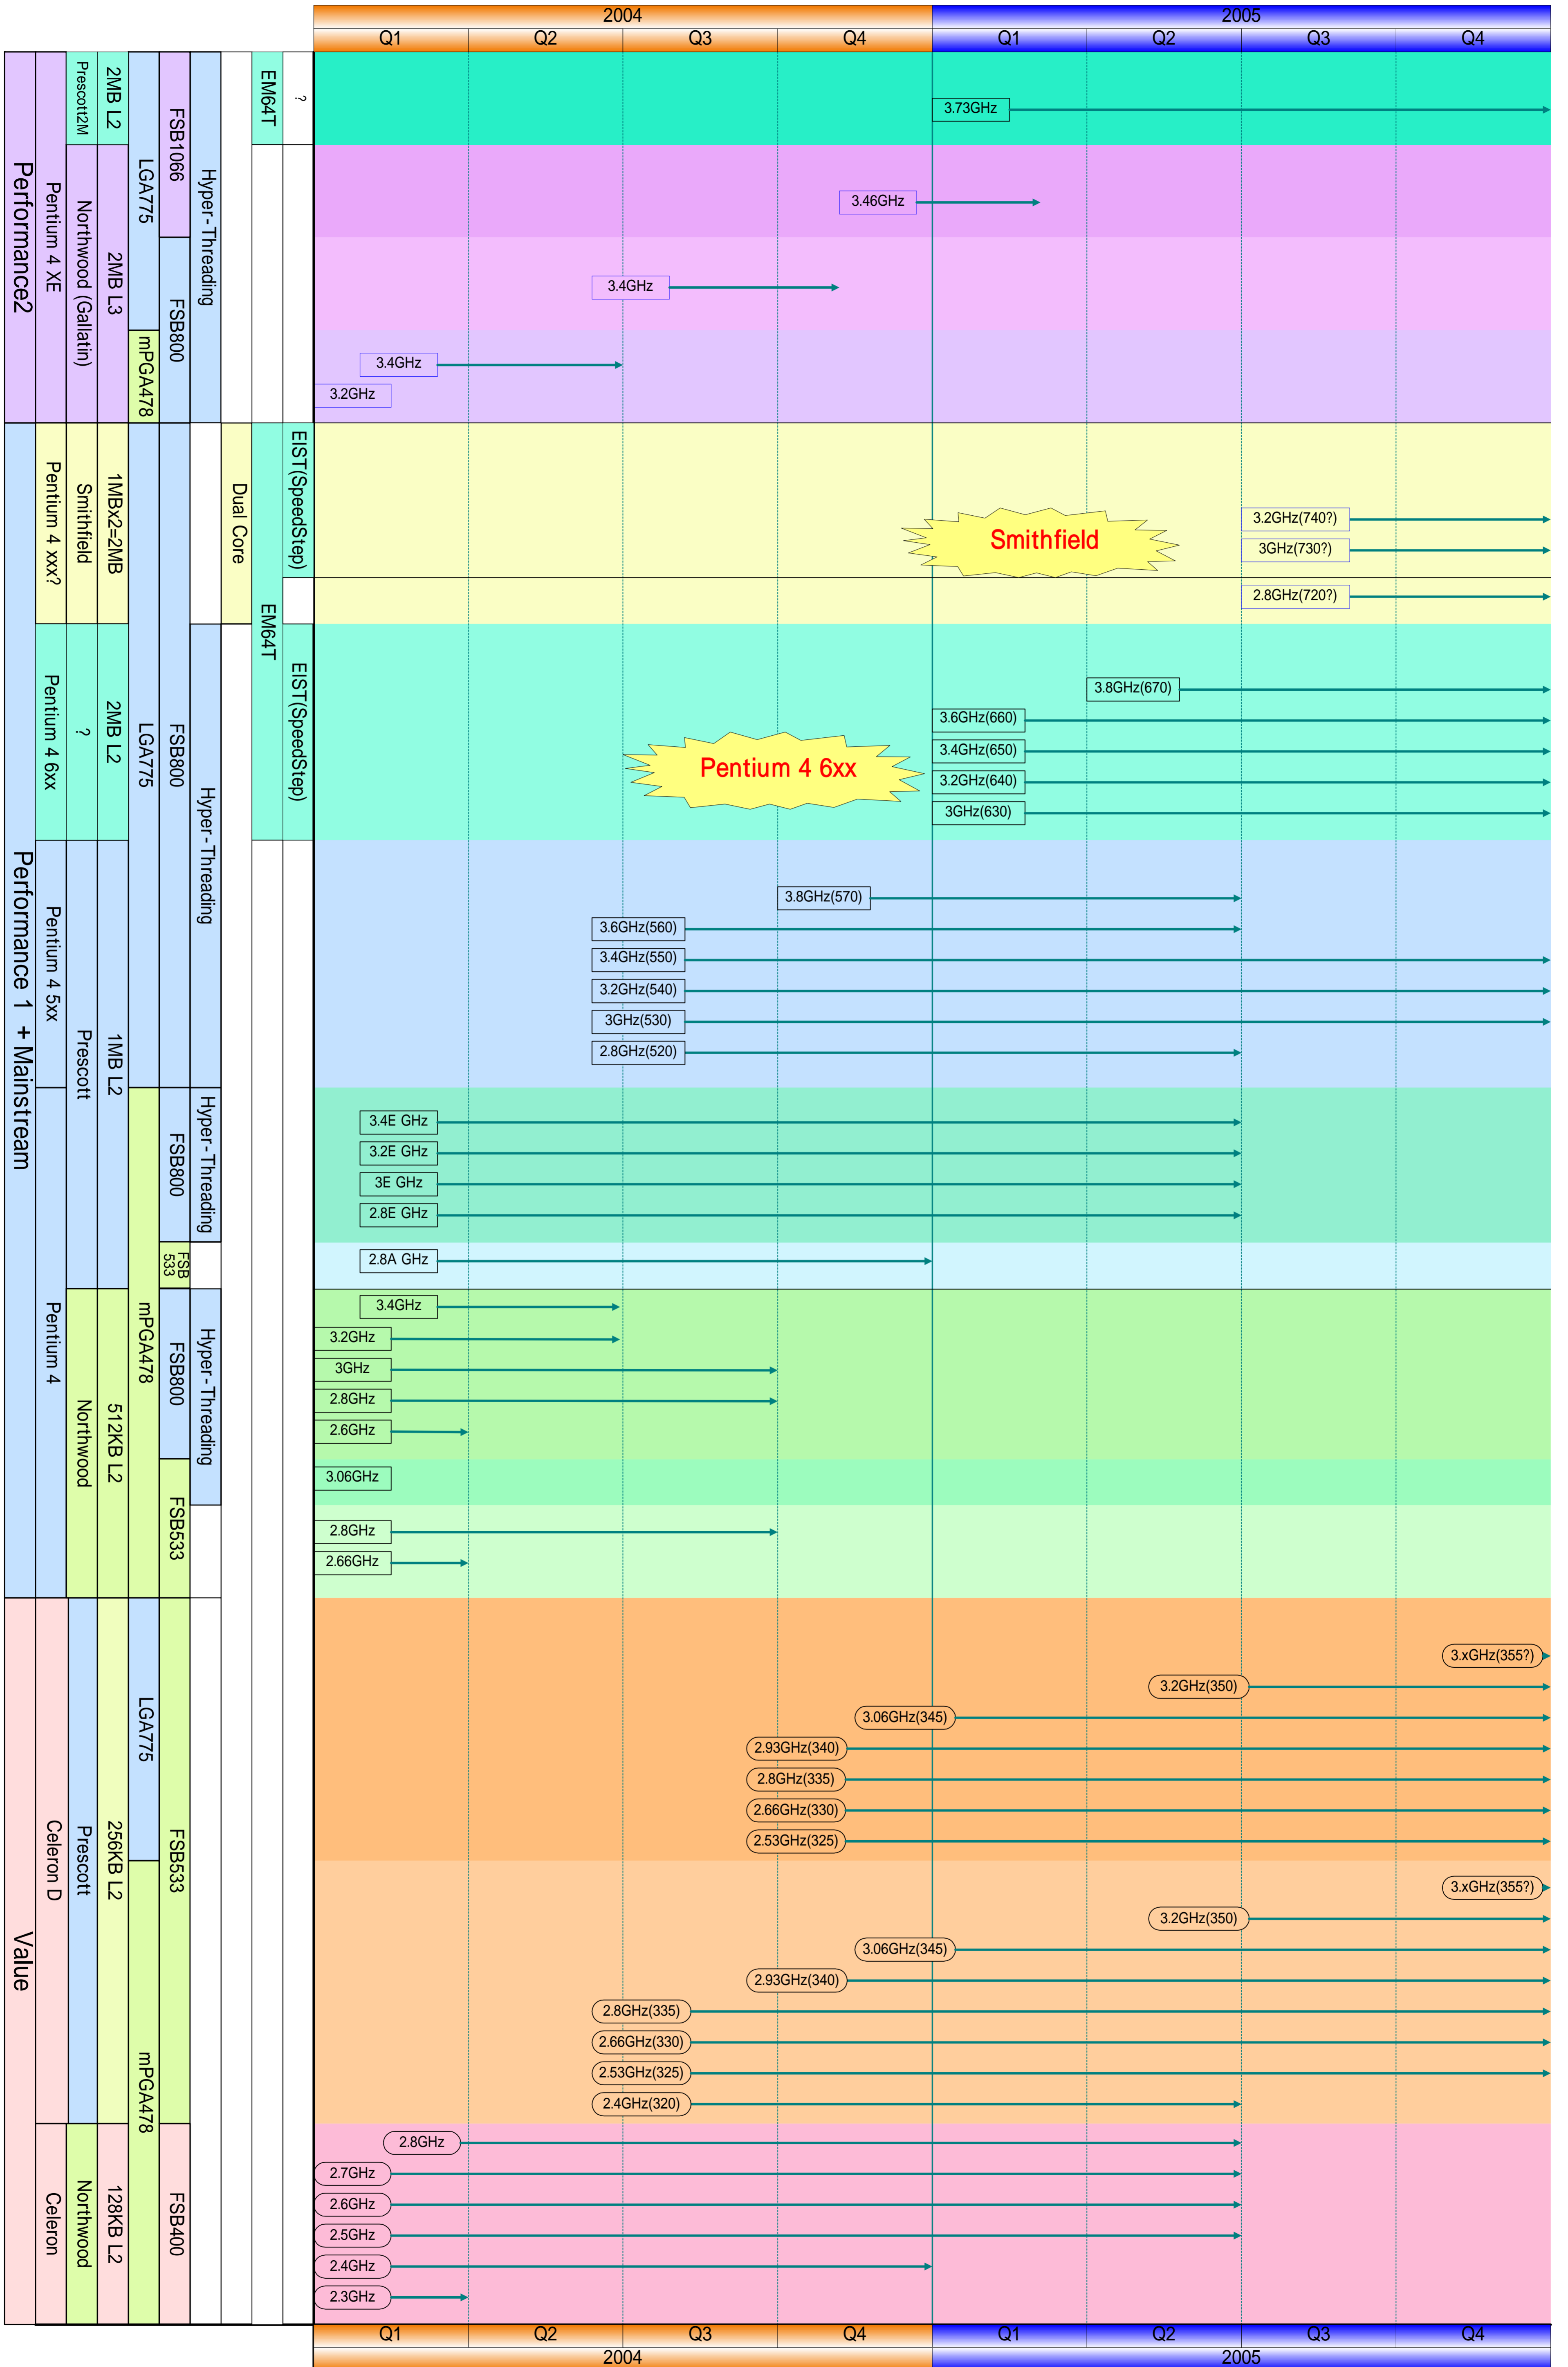 2004
2005
Q1
Q2
Q3
Q4
Q1
Q2
Q3
Q4
Performance2
Pentium 4 XE
Prescott2M
Northwood (Gallatin)
2MB L2
2MB L3
LGA775
mPGA478
FSB1066
FSB800
Hyper-Threading
EM64T
?
3.73GHz
3.46GHz
3.4GHz
3.4GHz
3.2GHz
Performance 1 + Mainstream
Pentium 4 xxx?
Smithfield
1MBx2=2MB
Dual Core
EIST(SpeedStep)
EM64T
Smithfield
3.2GHz(740?)
3GHz(730?)
2.8GHz(720?)
Pentium 4 6xx
?
2MB L2
LGA775
FSB800
Hyper-Threading
EIST(SpeedStep)
Pentium 4 6xx
3.8GHz(670)
3.6GHz(660)
3.4GHz(650)
3.2GHz(640)
3GHz(630)
Pentium 4 5xx
Prescott
1MB L2
3.8GHz(570)
3.6GHz(560)
3.4GHz(550)
3.2GHz(540)
3GHz(530)
2.8GHz(520)
Pentium 4
mPGA478
FSB800
Hyper-Threading
3.4E GHz
3.2E GHz
3E GHz
2.8E GHz
FSB
533
2.8A GHz
Northwood
512KB L2
FSB800
Hyper-Threading
3.4GHz
3.2GHz
3GHz
2.8GHz
2.6GHz
FSB533
3.06GHz
2.8GHz
2.66GHz
Value
Celeron D
Prescott
256KB L2
LGA775
FSB533
3.xGHz(355?)
3.2GHz(350)
3.06GHz(345)
2.93GHz(340)
2.8GHz(335)
2.66GHz(330)
2.53GHz(325)
mPGA478
3.xGHz(355?)
3.2GHz(350)
3.06GHz(345)
2.93GHz(340)
2.8GHz(335)
2.66GHz(330)
2.53GHz(325)
2.4GHz(320)
Celeron
Northwood
128KB L2
FSB400
2.8GHz
2.7GHz
2.6GHz
2.5GHz
2.4GHz
2.3GHz
Q1
Q2
Q3
Q4
Q1
Q2
Q3
Q4
2004
2005